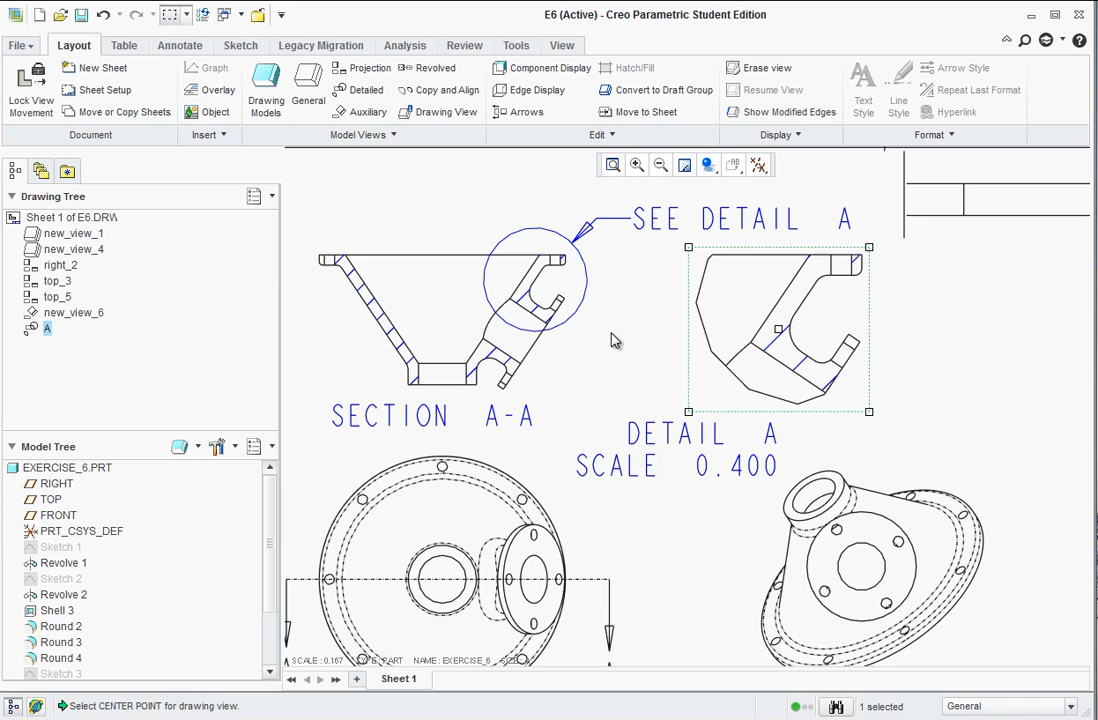 E6 (Active) - Creo Parametric Student Edition
File
Layout
Table
Annotate
Sketch
Legacy Migration
Analysis
Review
Tools
View
Lock View Movement
New Sheet
Sheet Setup
Move or Copy Sheets
Document
Graph
Overlay
Object
Insert
Drawing Models
General
Projection
Detailed
Auxiliary
Revolved
Copy and Align
Drawing View
Model Views
Component Display
Edge Display
Arrows
Hatch/Fill
Convert to Draft Group
Move to Sheet
Edit
Erase view
Resume View
Show Modified Edges
Display
Text Style
Line Style
Arrow Style
Repeat Last Format
Hyperlink
Format
Drawing Tree
Sheet 1 of E6.DRW
new_view_1
new_view_4
right_2
top_3
top_5
new_view_6
A
Model Tree
EXERCISE_6.PRT
RIGHT
TOP
FRONT
PRT_CSYS_DEF
Sketch 1
Revolve 1
Sketch 2
Revolve 2
Shell 3
Round 2
Round 3
Round 4
Sketch 3
SEE DETAIL A
SECTION A-A
DETAIL A
SCALE 0.400
SCALE : 0.167
PART
NAME : EXERCISE_6
Sheet 1
Select CENTER POINT for drawing view.
1 selected
General